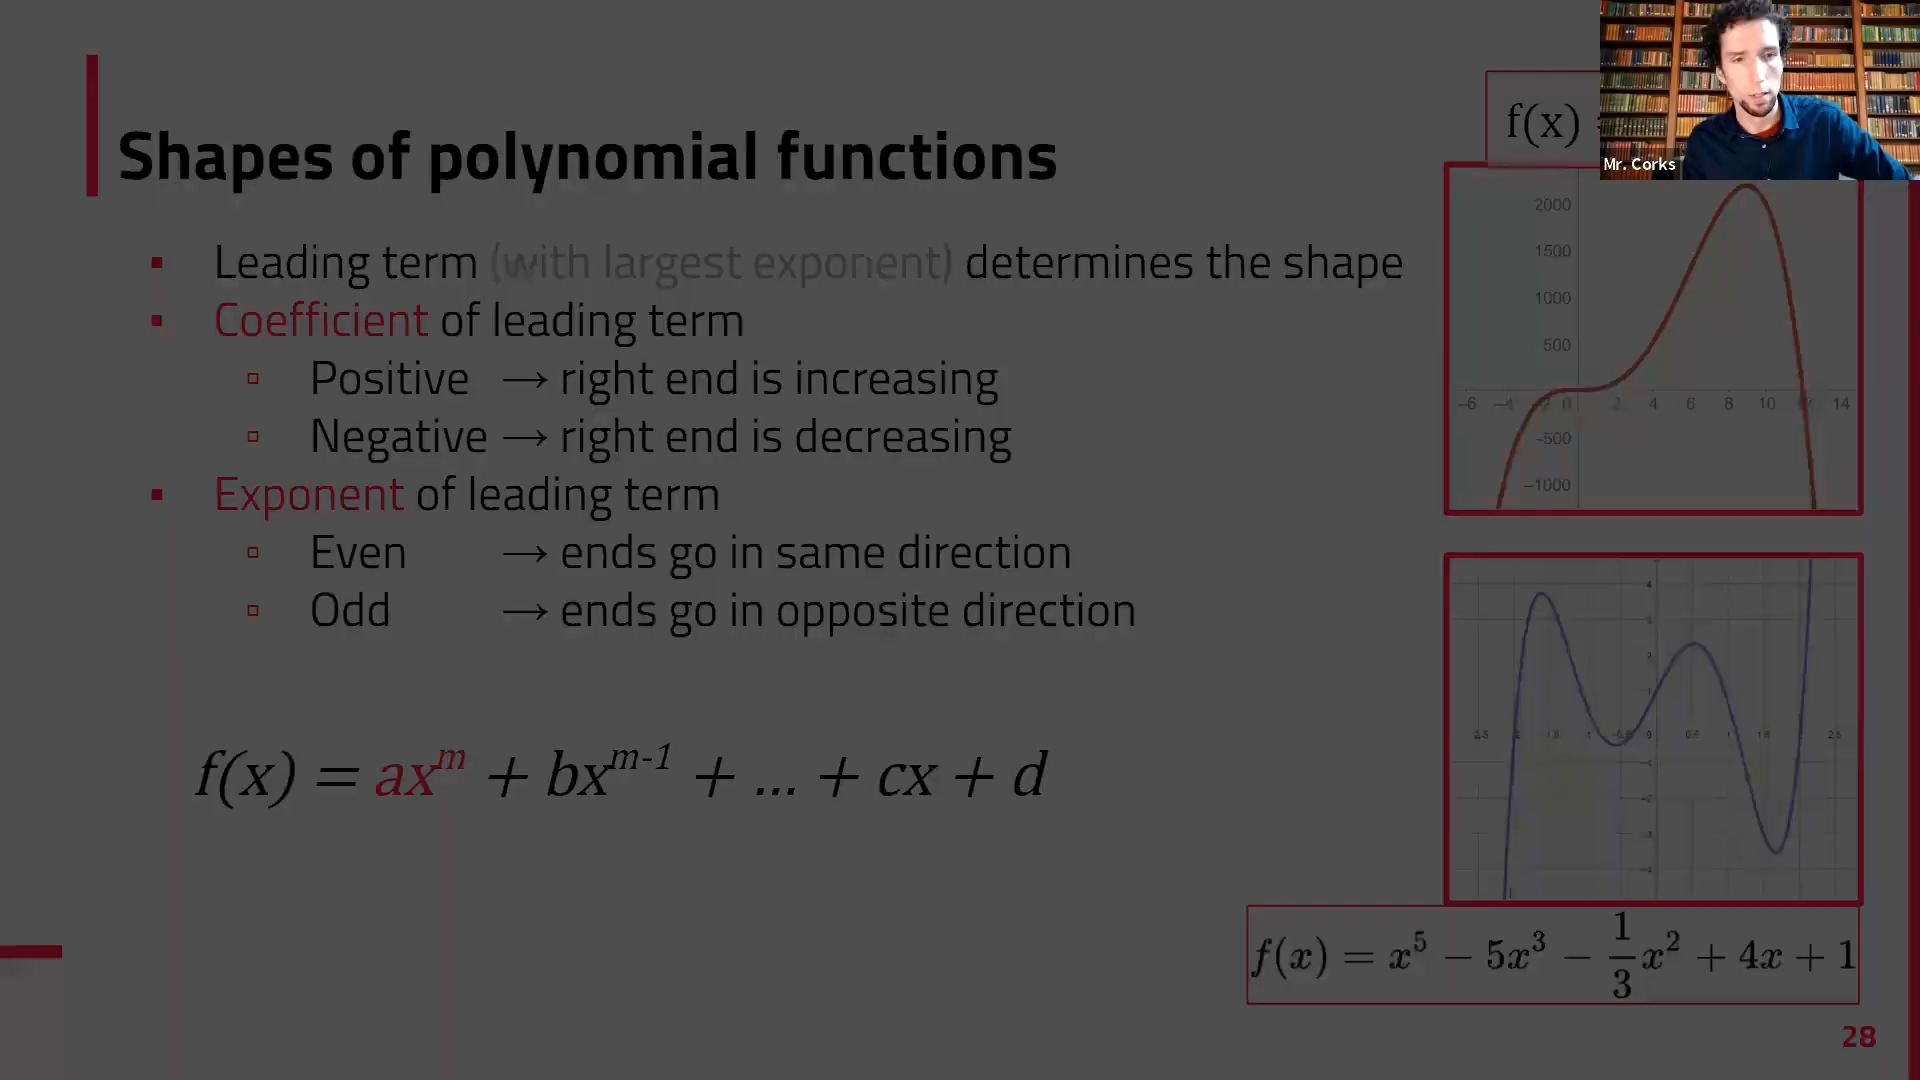 f(x)
Mr. Corks
Shapes of polynomial functions
▪ Leading term (with largest exponent) determines the shape
▪ Coefficient of leading term
▫ Positive → right end is increasing
▫ Negative → right end is decreasing
▪ Exponent of leading term
▫ Even → ends go in same direction
▫ Odd → ends go in opposite direction
f(x) = ax^m + bx^{m-1} + ... + cx + d
2000
1500
1000
500
-6 -4 -2 0 2 4 6 8 10 14
-500
-1000
f(x) = x^5 − 5x^3 − 1/3 x^2 + 4x + 1
28